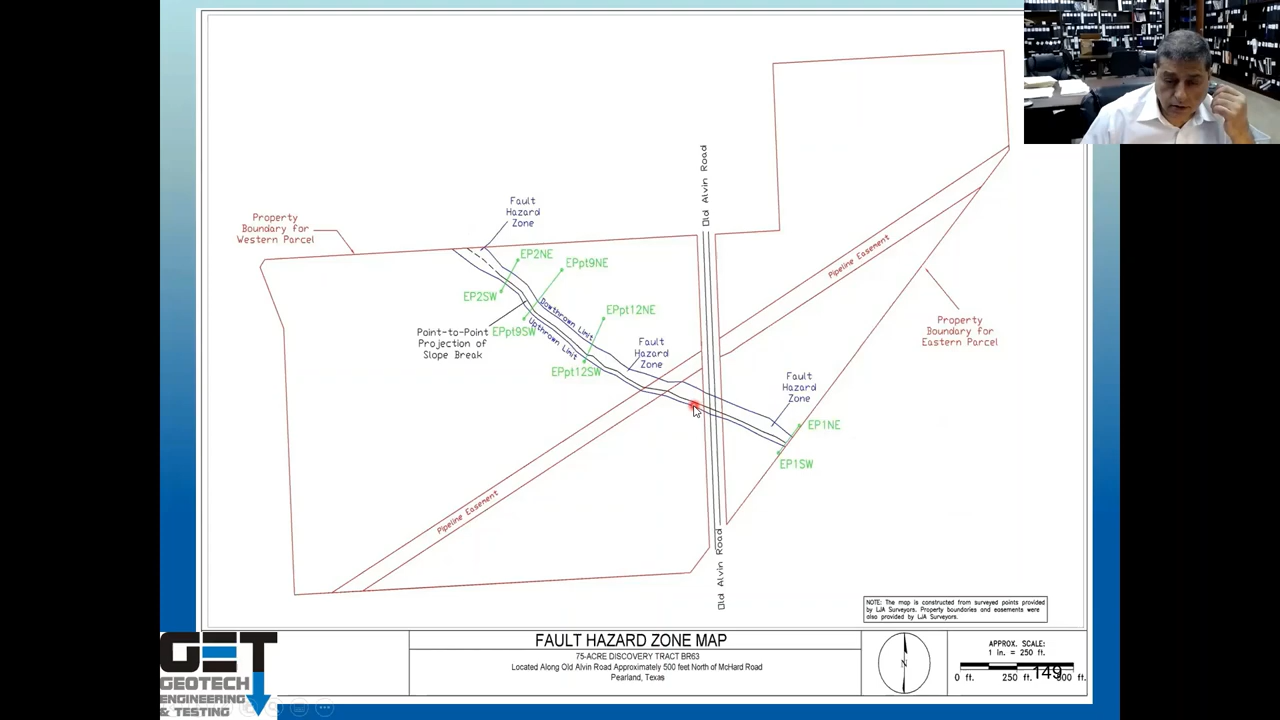 Old Alvin Road
Fault
Hazard
Zone
Property
Boundary for
Western Parcel
EP2NE
EPpt9NE
EP2SW
Pipeline Easement
Downthrown Limit
EPpt12NE
Point-to-Point
Projection of
Slope Break
EPpt9SW
Upthrown Limit
Property
Boundary for
Eastern Parcel
Fault
Hazard
Zone
EPpt12SW
Fault
Hazard
Zone
EP1NE
EP1SW
Pipeline Easement
Old Alvin Road
NOTE: The map is constructed from surveyed points provided
by LJA Surveyors. Property boundaries and easements were
also provided by LJA Surveyors.
FAULT HAZARD ZONE MAP
75-ACRE DISCOVERY TRACT BR63
Located Along Old Alvin Road Approximately 500 feet North of McHard Road
Pearland, Texas
N
APPROX. SCALE:
1 in. = 250 ft.
0 ft. 250 ft. 500 ft.
149
GET
GEOTECH
ENGINEERING
& TESTING